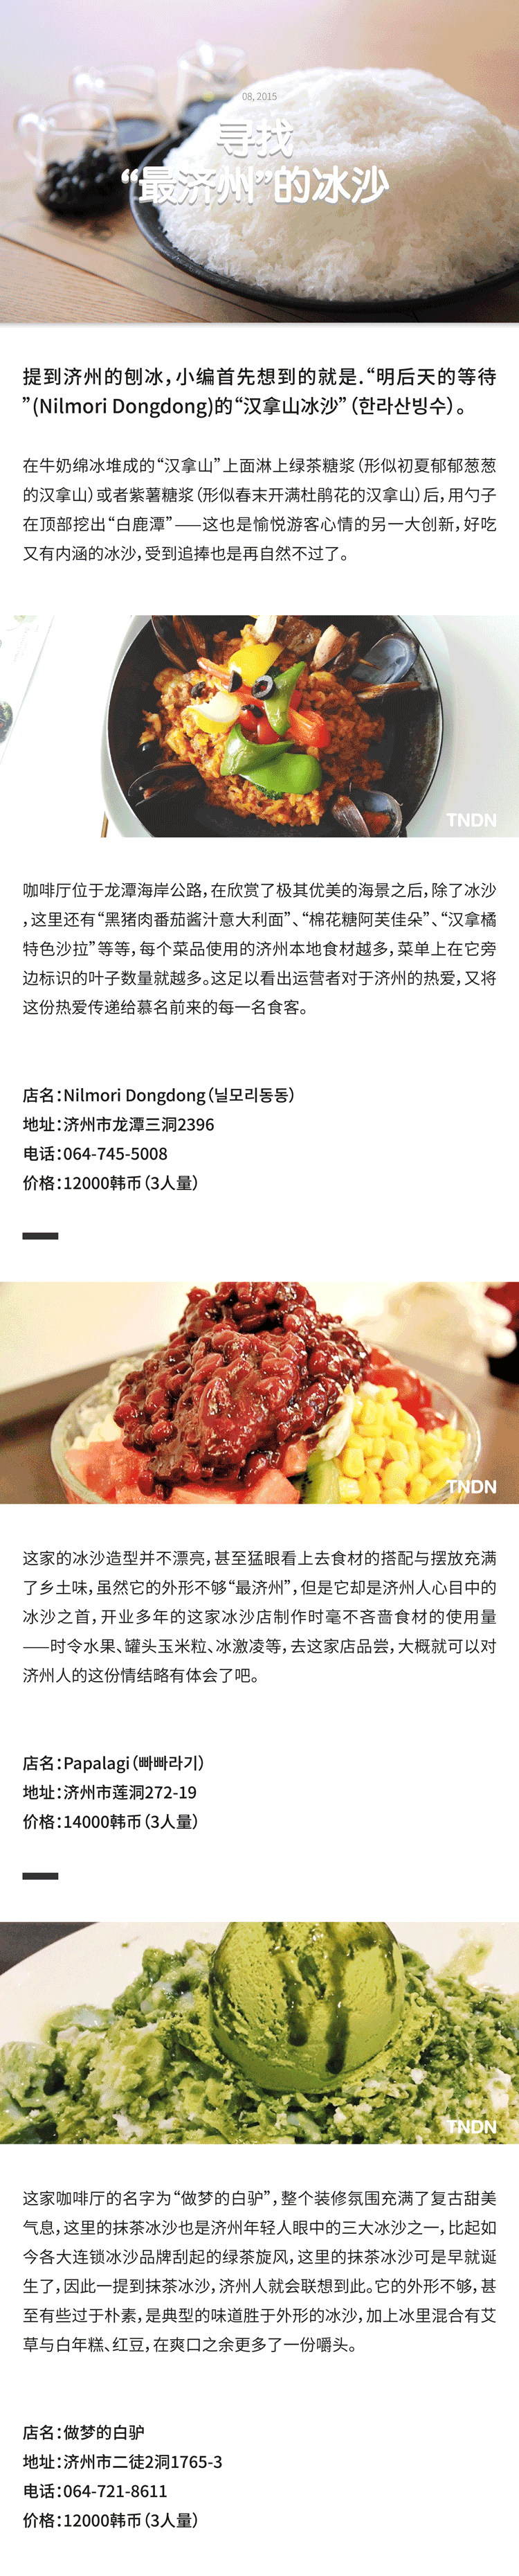 08, 2015
寻找
“最济州”的冰沙
提到济州的刨冰，小编首先想到的就是.“明后天的等待
”(Nilmori Dongdong)的“汉拿山冰沙”（한라산빙수）。
在牛奶绵冰堆成的“汉拿山”上面淋上绿茶糖浆（形似初夏郁郁葱葱
的汉拿山）或者紫薯糖浆（形似春末开满杜鹃花的汉拿山）后，用勺子
在顶部挖出“白鹿潭”——这也是愉悦游客心情的另一大创新，好吃
又有内涵的冰沙，受到追捧也是再自然不过了。
TNDN
咖啡厅位于龙潭海岸公路，在欣赏了极其优美的海景之后，除了冰沙
，这里还有“黑猪肉番茄酱汁意大利面”、“棉花糖阿芙佳朵”、“汉拿橘
特色沙拉”等等，每个菜品使用的济州本地食材越多，菜单上在它旁
边标识的叶子数量就越多。这足以看出运营者对于济州的热爱，又将
这份热爱传递给慕名前来的每一名食客。
店名：Nilmori Dongdong（닐모리동동）
地址：济州市龙潭三洞2396
电话：064-745-5008
价格：12000韩币（3人量）
TNDN
这家的冰沙造型并不漂亮，甚至猛眼看上去食材的搭配与摆放充满
了乡土味，虽然它的外形不够“最济州”，但是它却是济州人心目中的
冰沙之首，开业多年的这家冰沙店制作时毫不吝啬食材的使用量
——时令水果、罐头玉米粒、冰激凌等，去这家店品尝，大概就可以对
济州人的这份情结略有体会了吧。
店名：Papalagi（빠빠라기）
地址：济州市莲洞272-19
价格：14000韩币（3人量）
TNDN
这家咖啡厅的名字为“做梦的白驴”，整个装修氛围充满了复古甜美
气息，这里的抹茶冰沙也是济州年轻人眼中的三大冰沙之一，比起如
今各大连锁冰沙品牌刮起的绿茶旋风，这里的抹茶冰沙可是早就诞
生了，因此一提到抹茶冰沙，济州人就会联想到此。它的外形不够，甚
至有些过于朴素，是典型的味道胜于外形的冰沙，加上冰里混合有艾
草与白年糕、红豆，在爽口之余更多了一份嚼头。
店名：做梦的白驴
地址：济州市二徒2洞1765-3
电话：064-721-8611
价格：12000韩币（3人量）